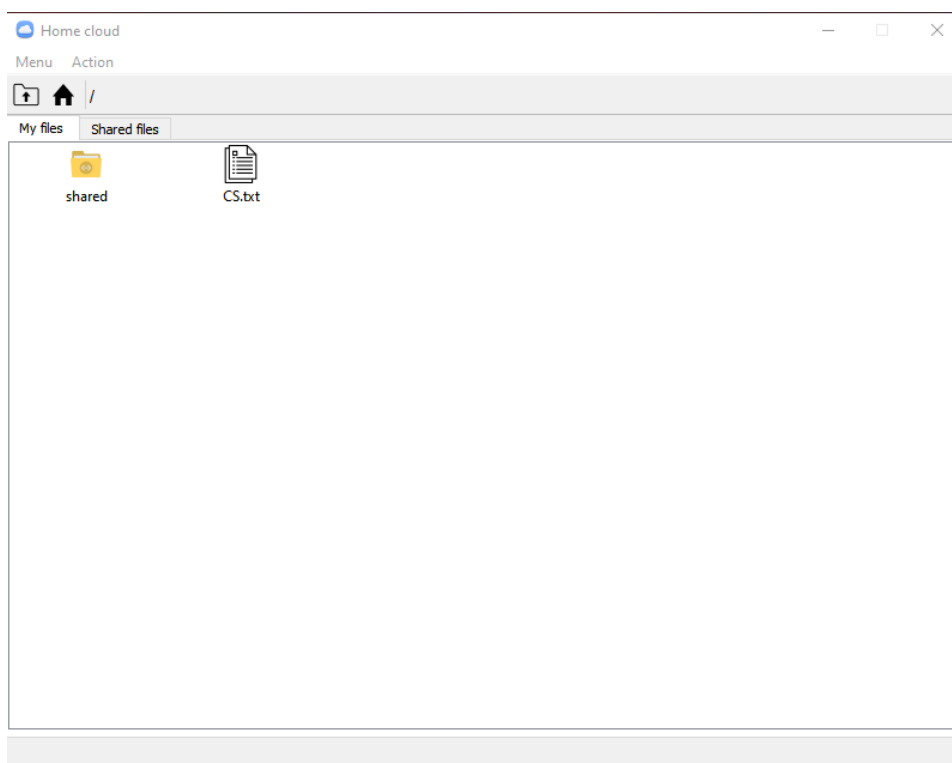 Home cloud
Menu Action
/
My files Shared files
shared CS.txt